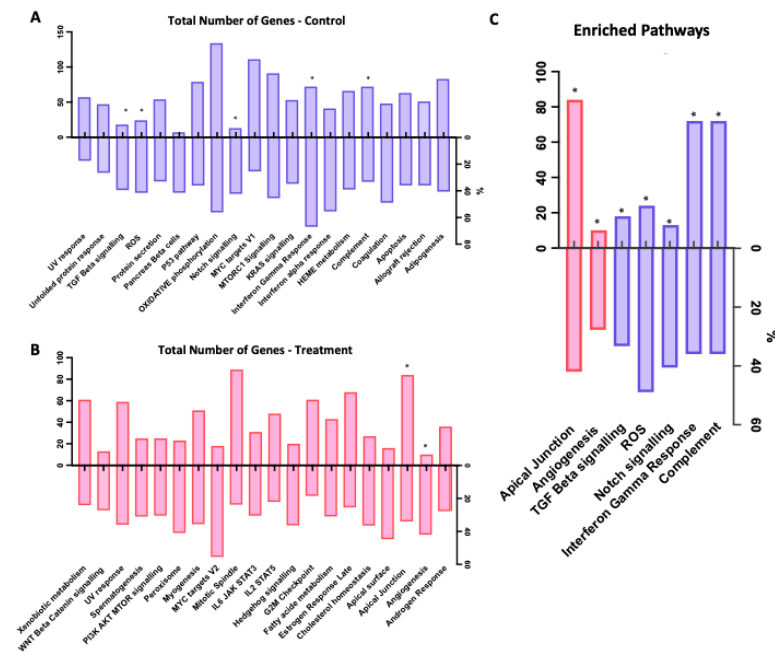 A
Total Number of Genes - Control
150
100
50
0
0
20
40
60
80
%
* * * * *
UV response
Unfolded protein response
TGF Beta signalling
ROS
Protein secretion
Pancreas Beta cells
P53 pathway
OXIDATIVE phosphorylation
Notch signalling
MYC targets V1
MTORC1 Signalling
KRAS signalling
Interferon Gamma Response
Interferon alpha response
HEME metabolism
Complement
Coagulation
Apoptosis
Allograft rejection
Adipogenesis
B
Total Number of Genes - Treatment
100
80
60
40
20
0
0
20
40
60
* *
Xenobiotic metabolism
WNT Beta Catenin signalling
UV response
Spermatogenesis
PI3K AKT MTOR signalling
Peroxisome
Myogenesis
MYC targets V2
Mitotic Spindle
IL6 JAK STAT3
IL2 STAT5
Hedgehog signalling
G2M Checkpoint
Fatty acide metabolism
Estrogen Response Late
Cholesterol homeostasis
Apical surface
Apical Junction
Angiogenesis
Androgen Response
C
Enriched Pathways
100
80
60
40
20
0
0
20
40
60
%
* * * * * * *
Apical Junction
Angiogenesis
TGF Beta signalling
ROS
Notch signalling
Interferon Gamma Response
Complement